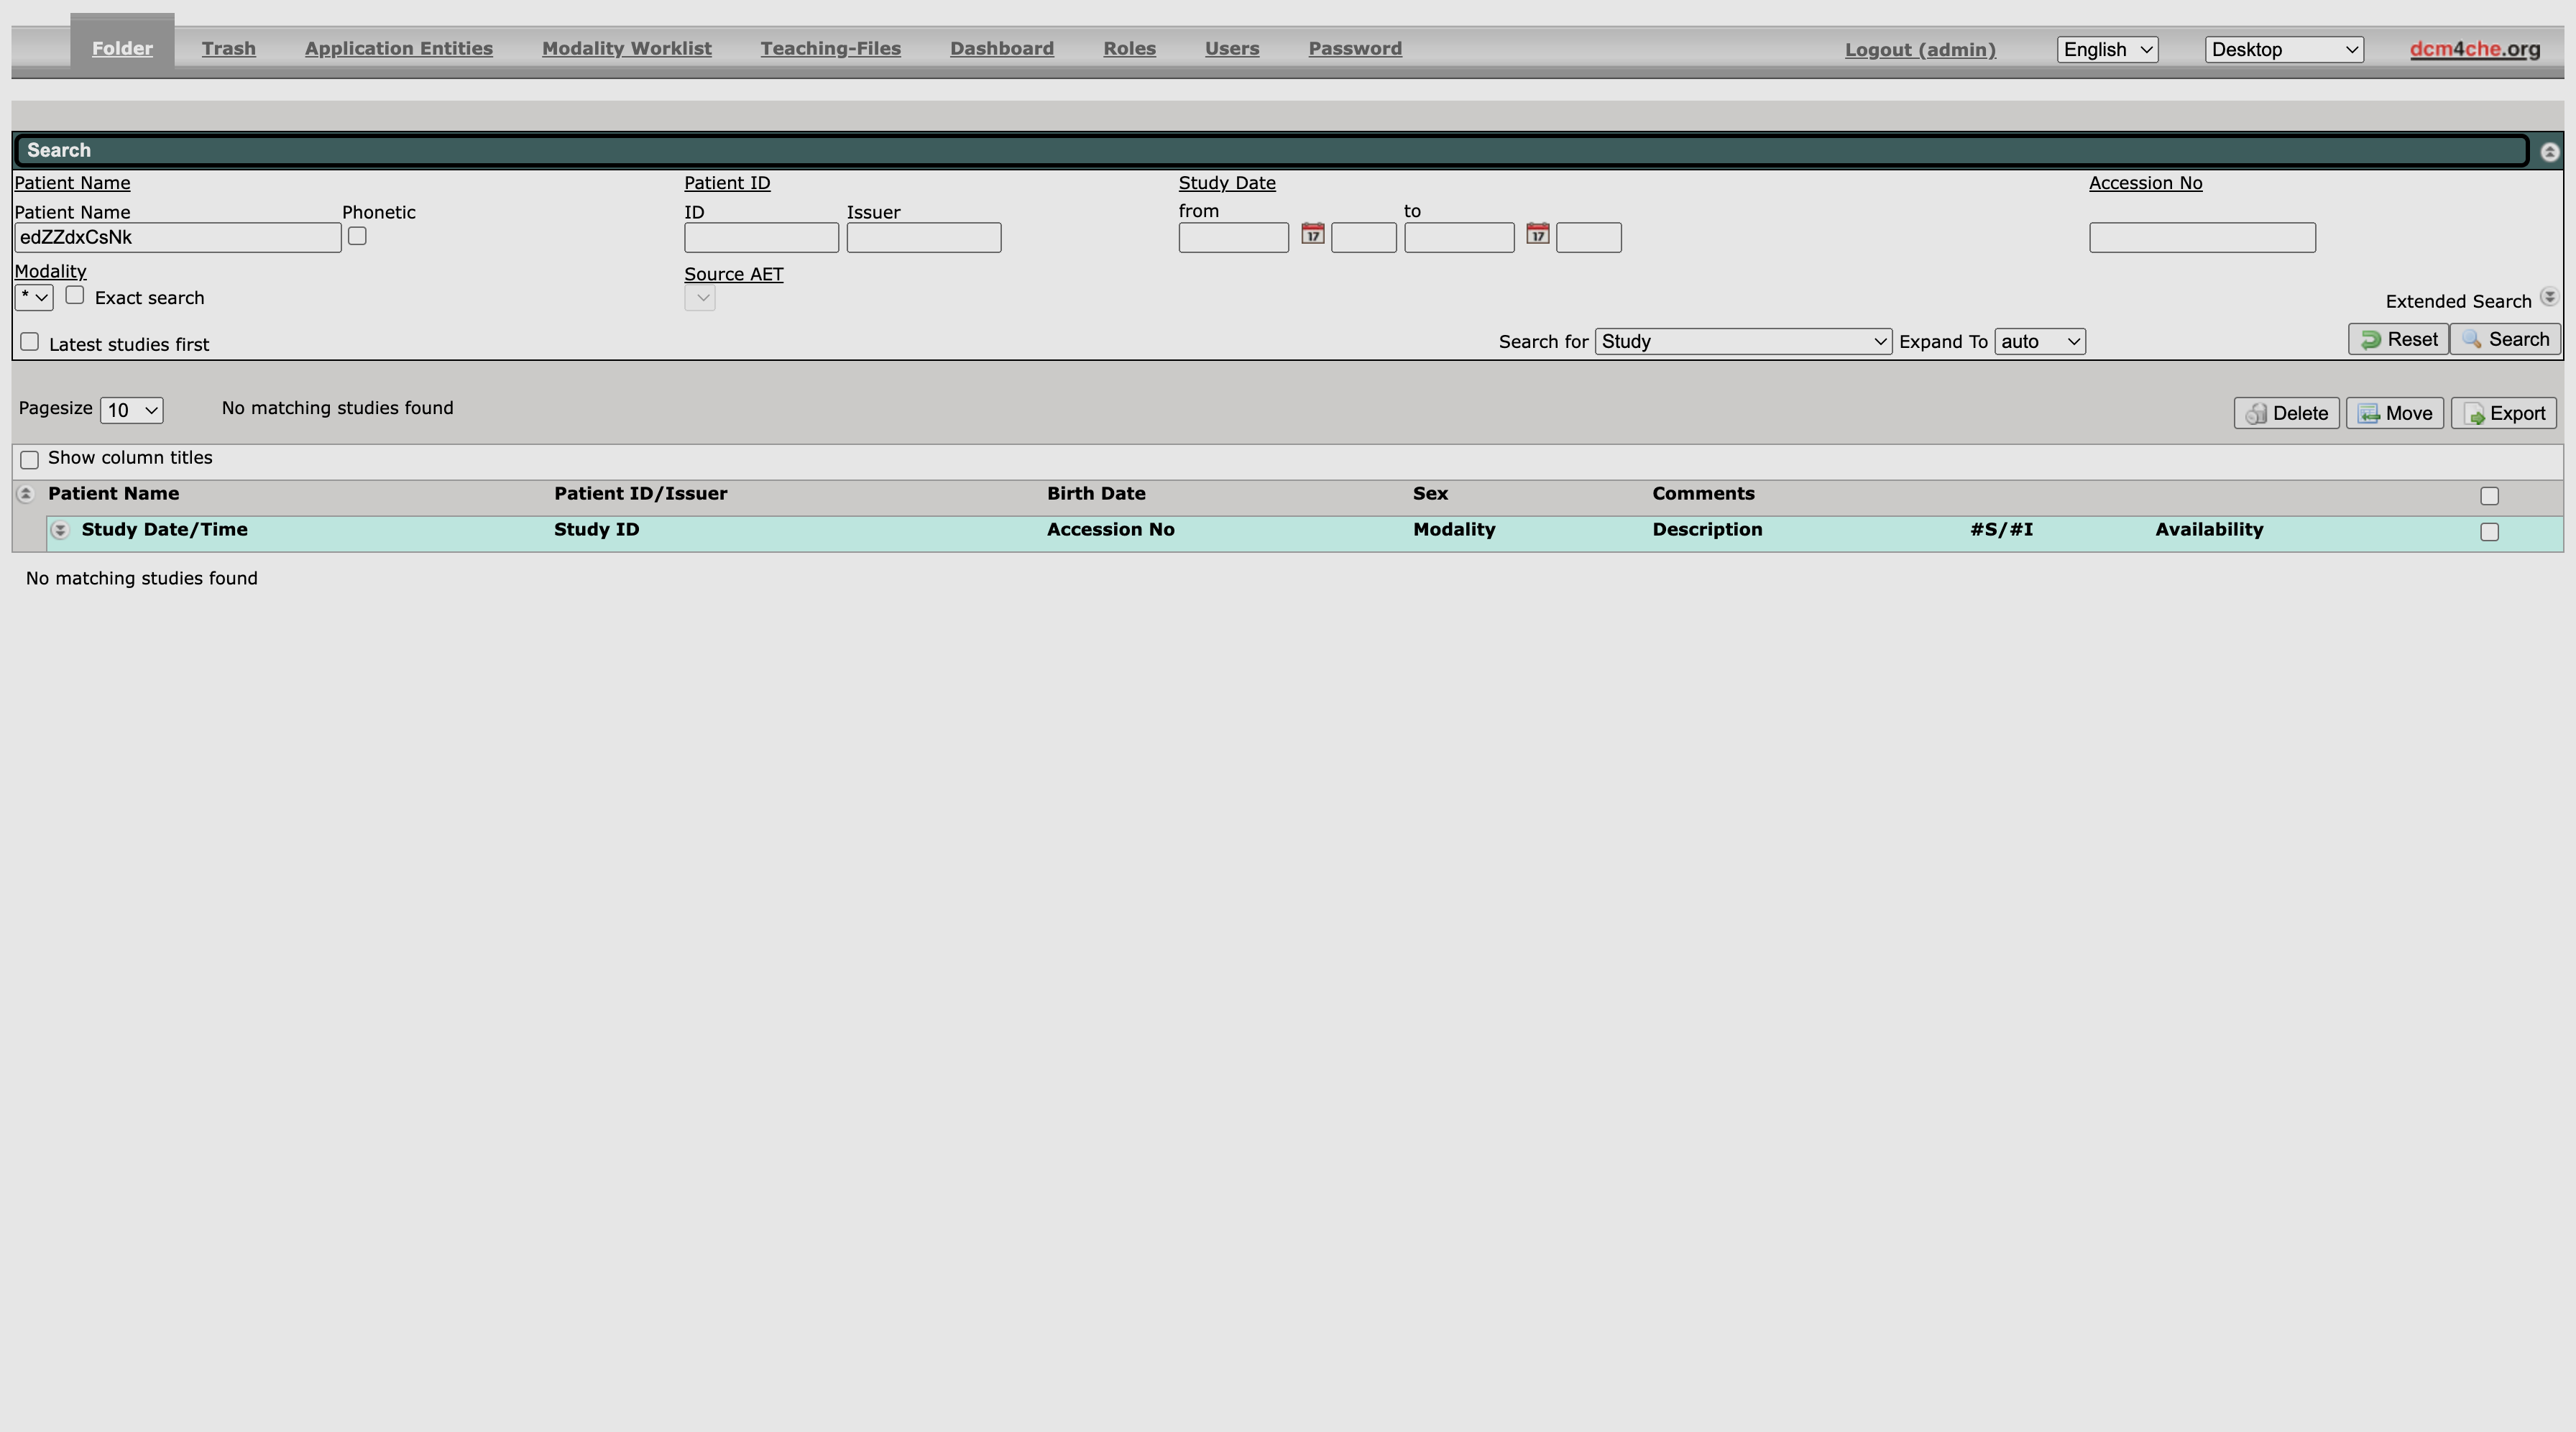 Folder Trash Application Entities Modality Worklist Teaching-Files Dashboard Roles Users Password Logout (admin) English Desktop dcm4che.org
Search
Patient Name Patient ID Study Date Accession No
Patient Name Phonetic ID Issuer from to
edZZdxCsNk 17 17
Modality Source AET
* Exact search Extended Search
Latest studies first Search for Study Expand To auto Reset Search
Pagesize 10 No matching studies found Delete Move Export
Show column titles
Patient Name Patient ID/Issuer Birth Date Sex Comments
Study Date/Time Study ID Accession No Modality Description #S/#I Availability
No matching studies found